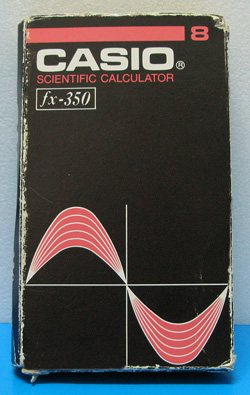 8
CASIO®
SCIENTIFIC CALCULATOR
fx-350